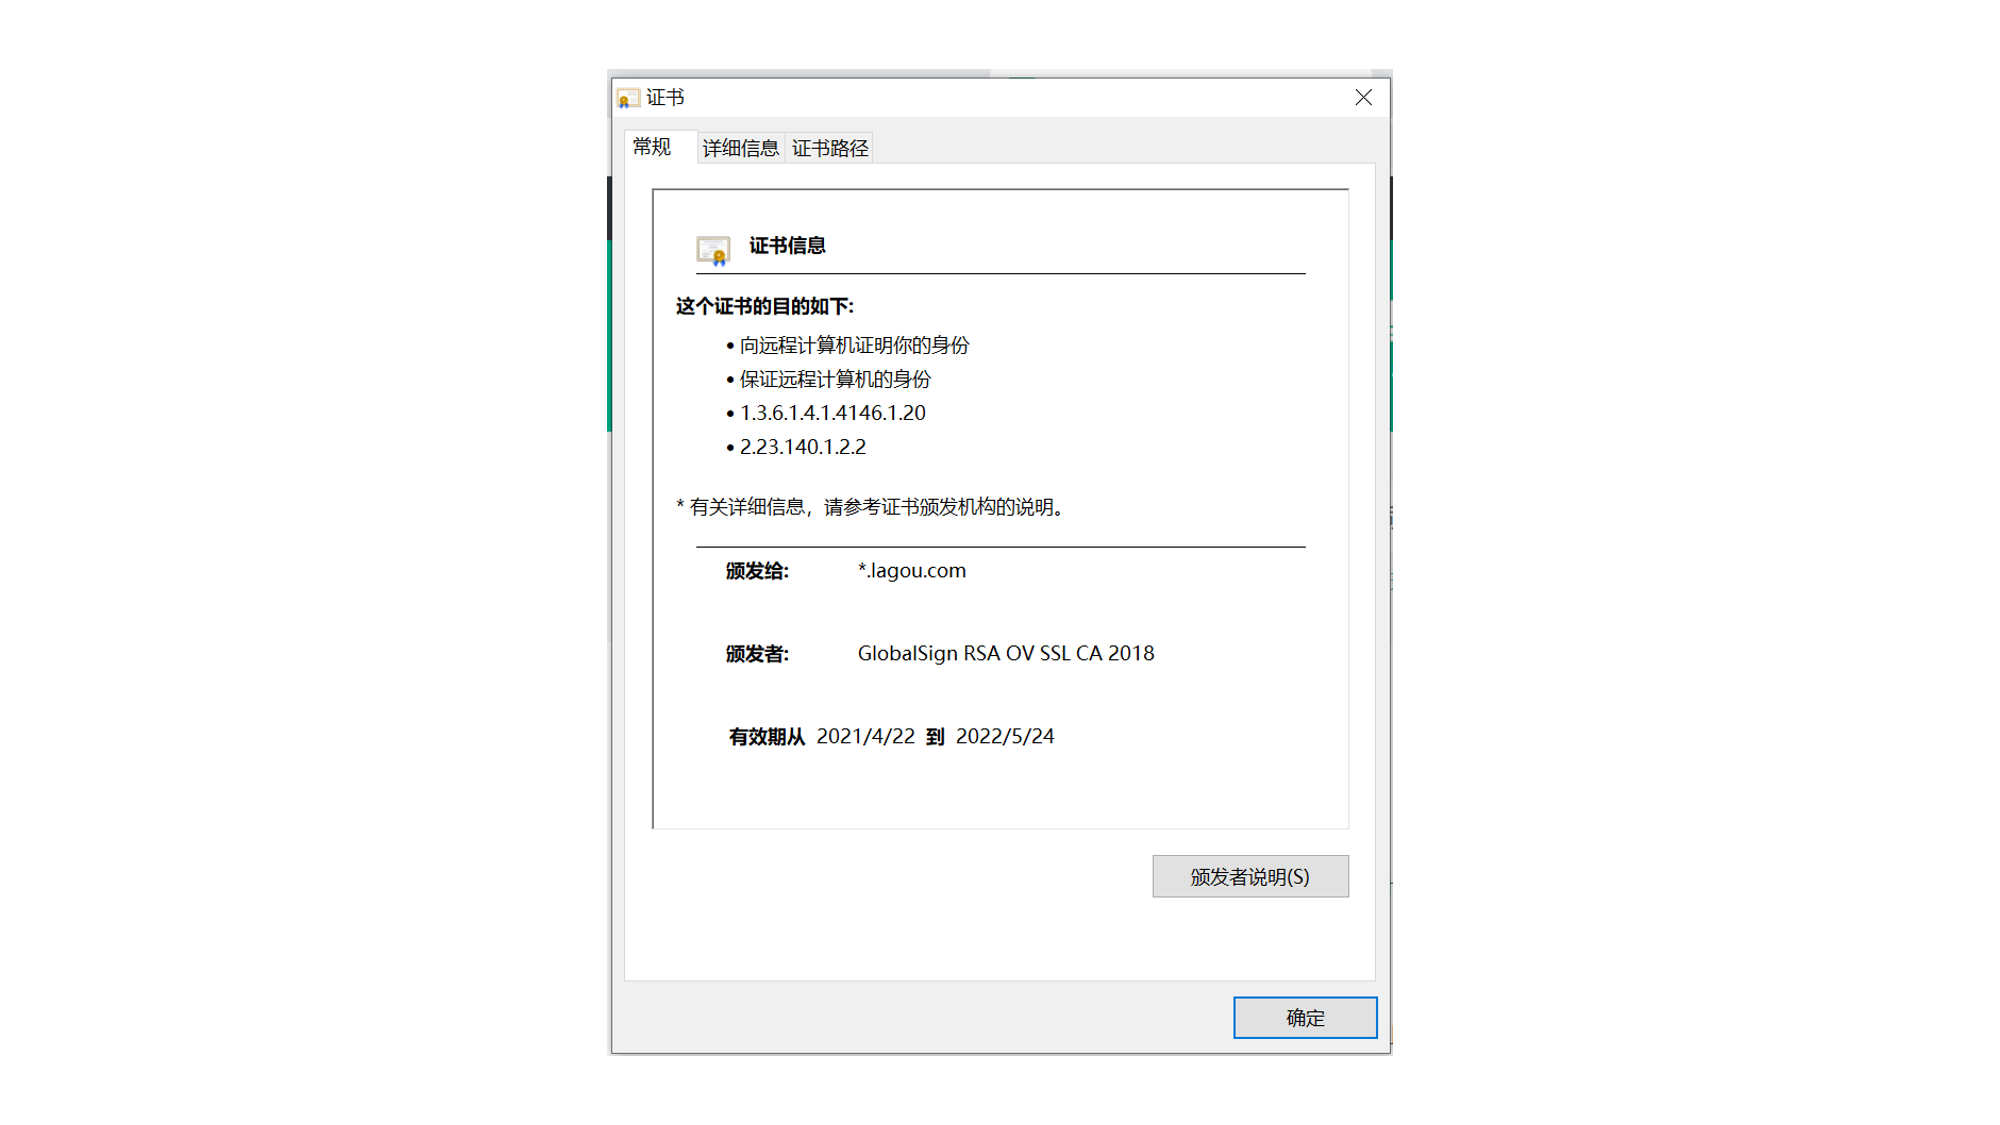 证书
常规 详细信息 证书路径
证书信息
这个证书的目的如下:
• 向远程计算机证明你的身份
• 保证远程计算机的身份
• 1.3.6.1.4.1.4146.1.20
• 2.23.140.1.2.2
* 有关详细信息，请参考证书颁发机构的说明。
颁发给: *.lagou.com
颁发者: GlobalSign RSA OV SSL CA 2018
有效期从 2021/4/22 到 2022/5/24
颁发者说明(S)
确定